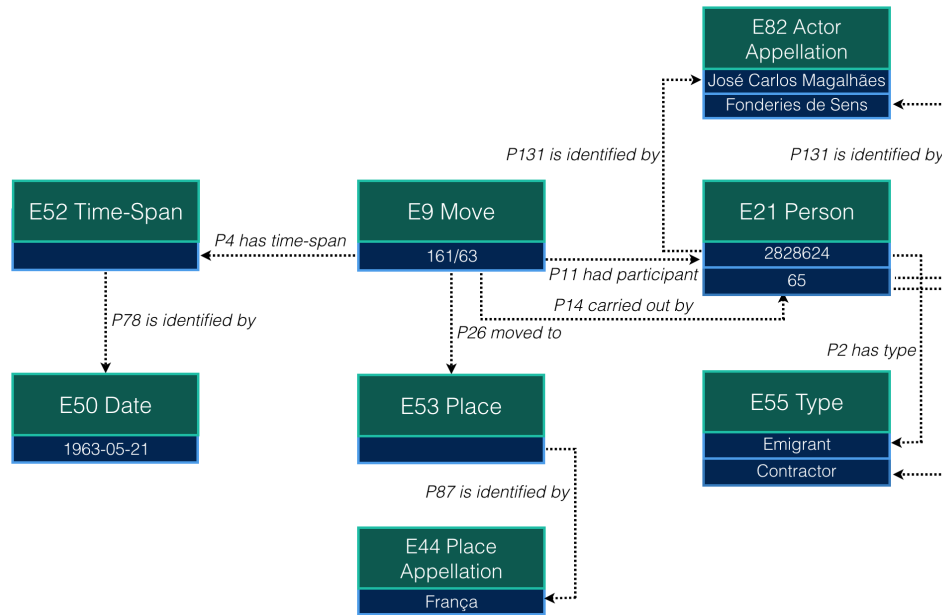 E82 Actor
Appellation
José Carlos Magalhães
Fonderies de Sens
P131 is identified by
P131 is identified by
E52 Time-Span
E9 Move
E21 Person
P4 has time-span
161/63
2828624
P11 had participant
65
P14 carried out by
P78 is identified by
P26 moved to
P2 has type
E50 Date
1963-05-21
E53 Place
E55 Type
Emigrant
Contractor
P87 is identified by
E44 Place
Appellation
França